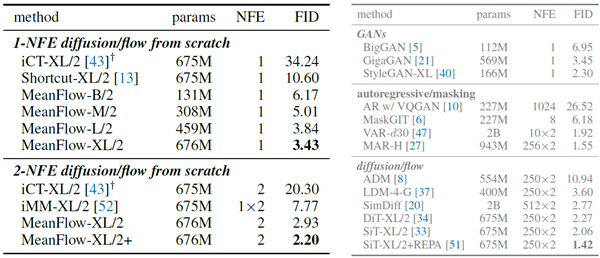 method params NFE FID
1-NFE diffusion/flow from scratch
iCT-XL/2 [43]† 675M 1 34.24
Shortcut-XL/2 [13] 675M 1 10.60
MeanFlow-B/2 131M 1 6.17
MeanFlow-M/2 308M 1 5.01
MeanFlow-L/2 459M 1 3.84
MeanFlow-XL/2 676M 1 3.43
2-NFE diffusion/flow from scratch
iCT-XL/2 [43]† 675M 2 20.30
iMM-XL/2 [52] 675M 1×2 7.77
MeanFlow-XL/2 676M 2 2.93
MeanFlow-XL/2+ 676M 2 2.20
method params NFE FID
GANs
BigGAN [5] 112M 1 6.95
GigaGAN [21] 569M 1 3.45
StyleGAN-XL [40] 166M 1 2.30
autoregressive/masking
AR w/ VQGAN [10] 227M 1024 26.52
MaskGIT [6] 227M 8 6.18
VAR-d30 [47] 2B 10×2 1.92
MAR-H [27] 943M 256×2 1.55
diffusion/flow
ADM [8] 554M 250×2 10.94
LDM-4-G [37] 400M 250×2 3.60
SimDiff [20] 2B 512×2 2.77
DiT-XL/2 [34] 675M 250×2 2.27
SiT-XL/2 [33] 675M 250×2 2.06
SiT-XL/2+REPA [51] 675M 250×2 1.42